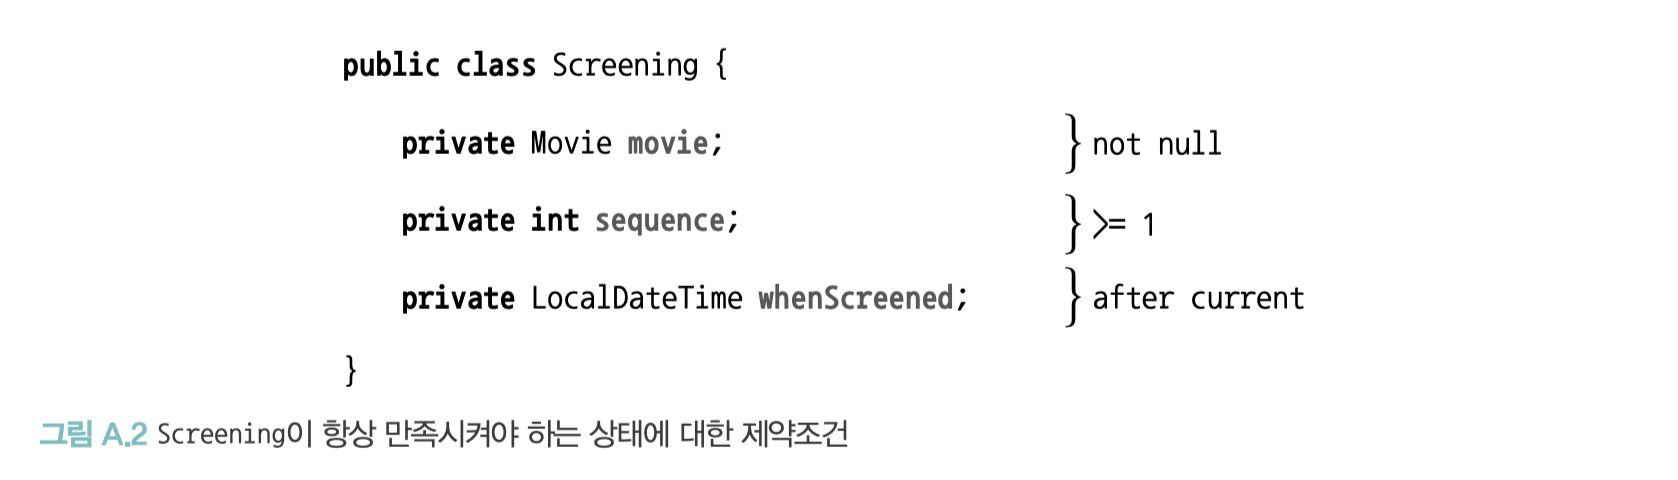 public class Screening {
private Movie movie; } not null
private int sequence; } >= 1
private LocalDateTime whenScreened; } after current
}
그림 A.2 Screening이 항상 만족시켜야 하는 상태에 대한 제약조건